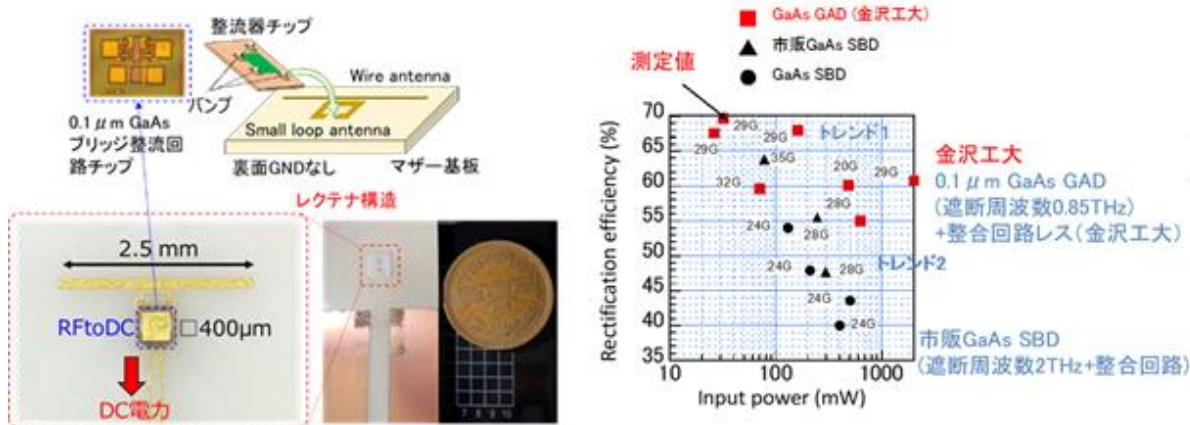 整流器チップ
バンプ
Wire antenna
Small loop antenna
0.1μm GaAs
ブリッジ整流回
路チップ
裏面GNDなし
マザー基板
レクテナ構造
2.5 mm
RFtoDC
□400μm
DC電力
7 8 9 10
GaAs GAD (金沢工大)
市販GaAs SBD
GaAs SBD
測定値
Rectification efficiency (%)
70
65
60
55
50
45
40
35
10
100
1000
Input power (mW)
29G
29G
29G
トレンド1
35G
32G
20G
29G
28G
24G
28G
トレンド2
24G
28G
24G
24G
金沢工大
0.1μm GaAs GAD
(遮断周波数0.85THz)
+整合回路レス(金沢工大)
市販GaAs SBD
(遮断周波数2THz+整合回路)